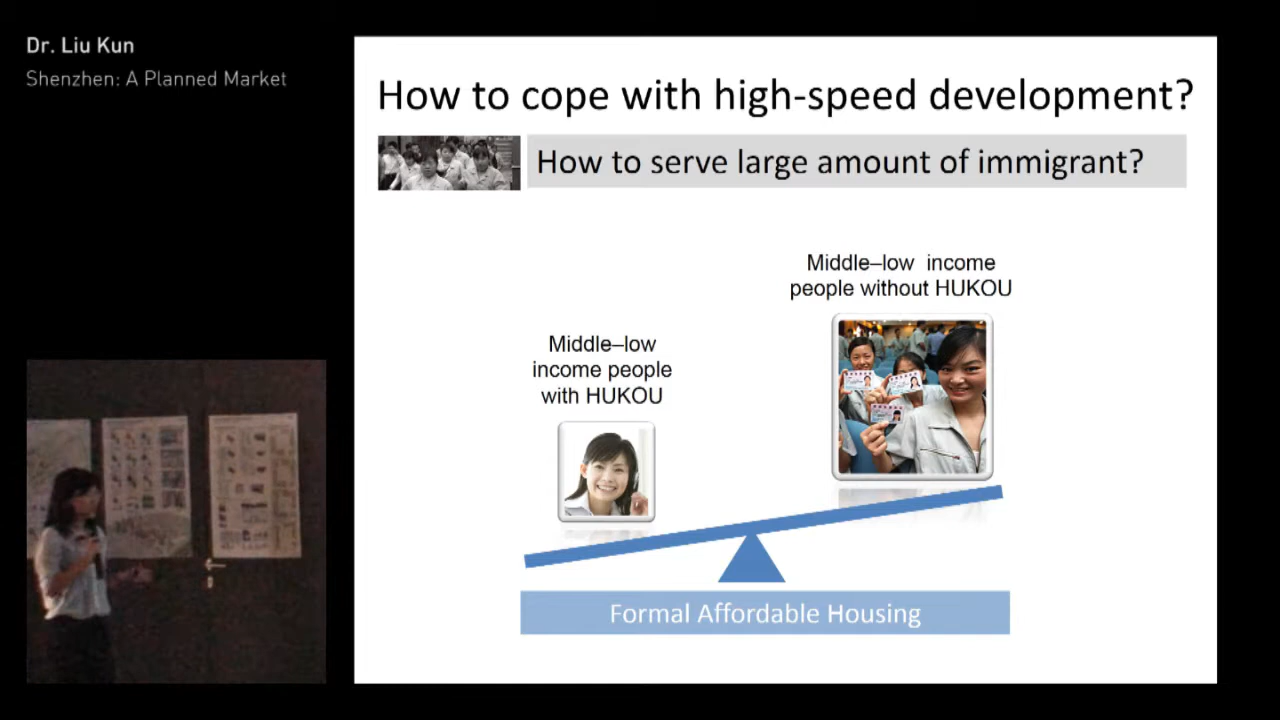 Dr. Liu Kun
Shenzhen: A Planned Market
How to cope with high-speed development?
How to serve large amount of immigrant?
Middle–low income
people without HUKOU
Middle–low
income people
with HUKOU
Formal Affordable Housing